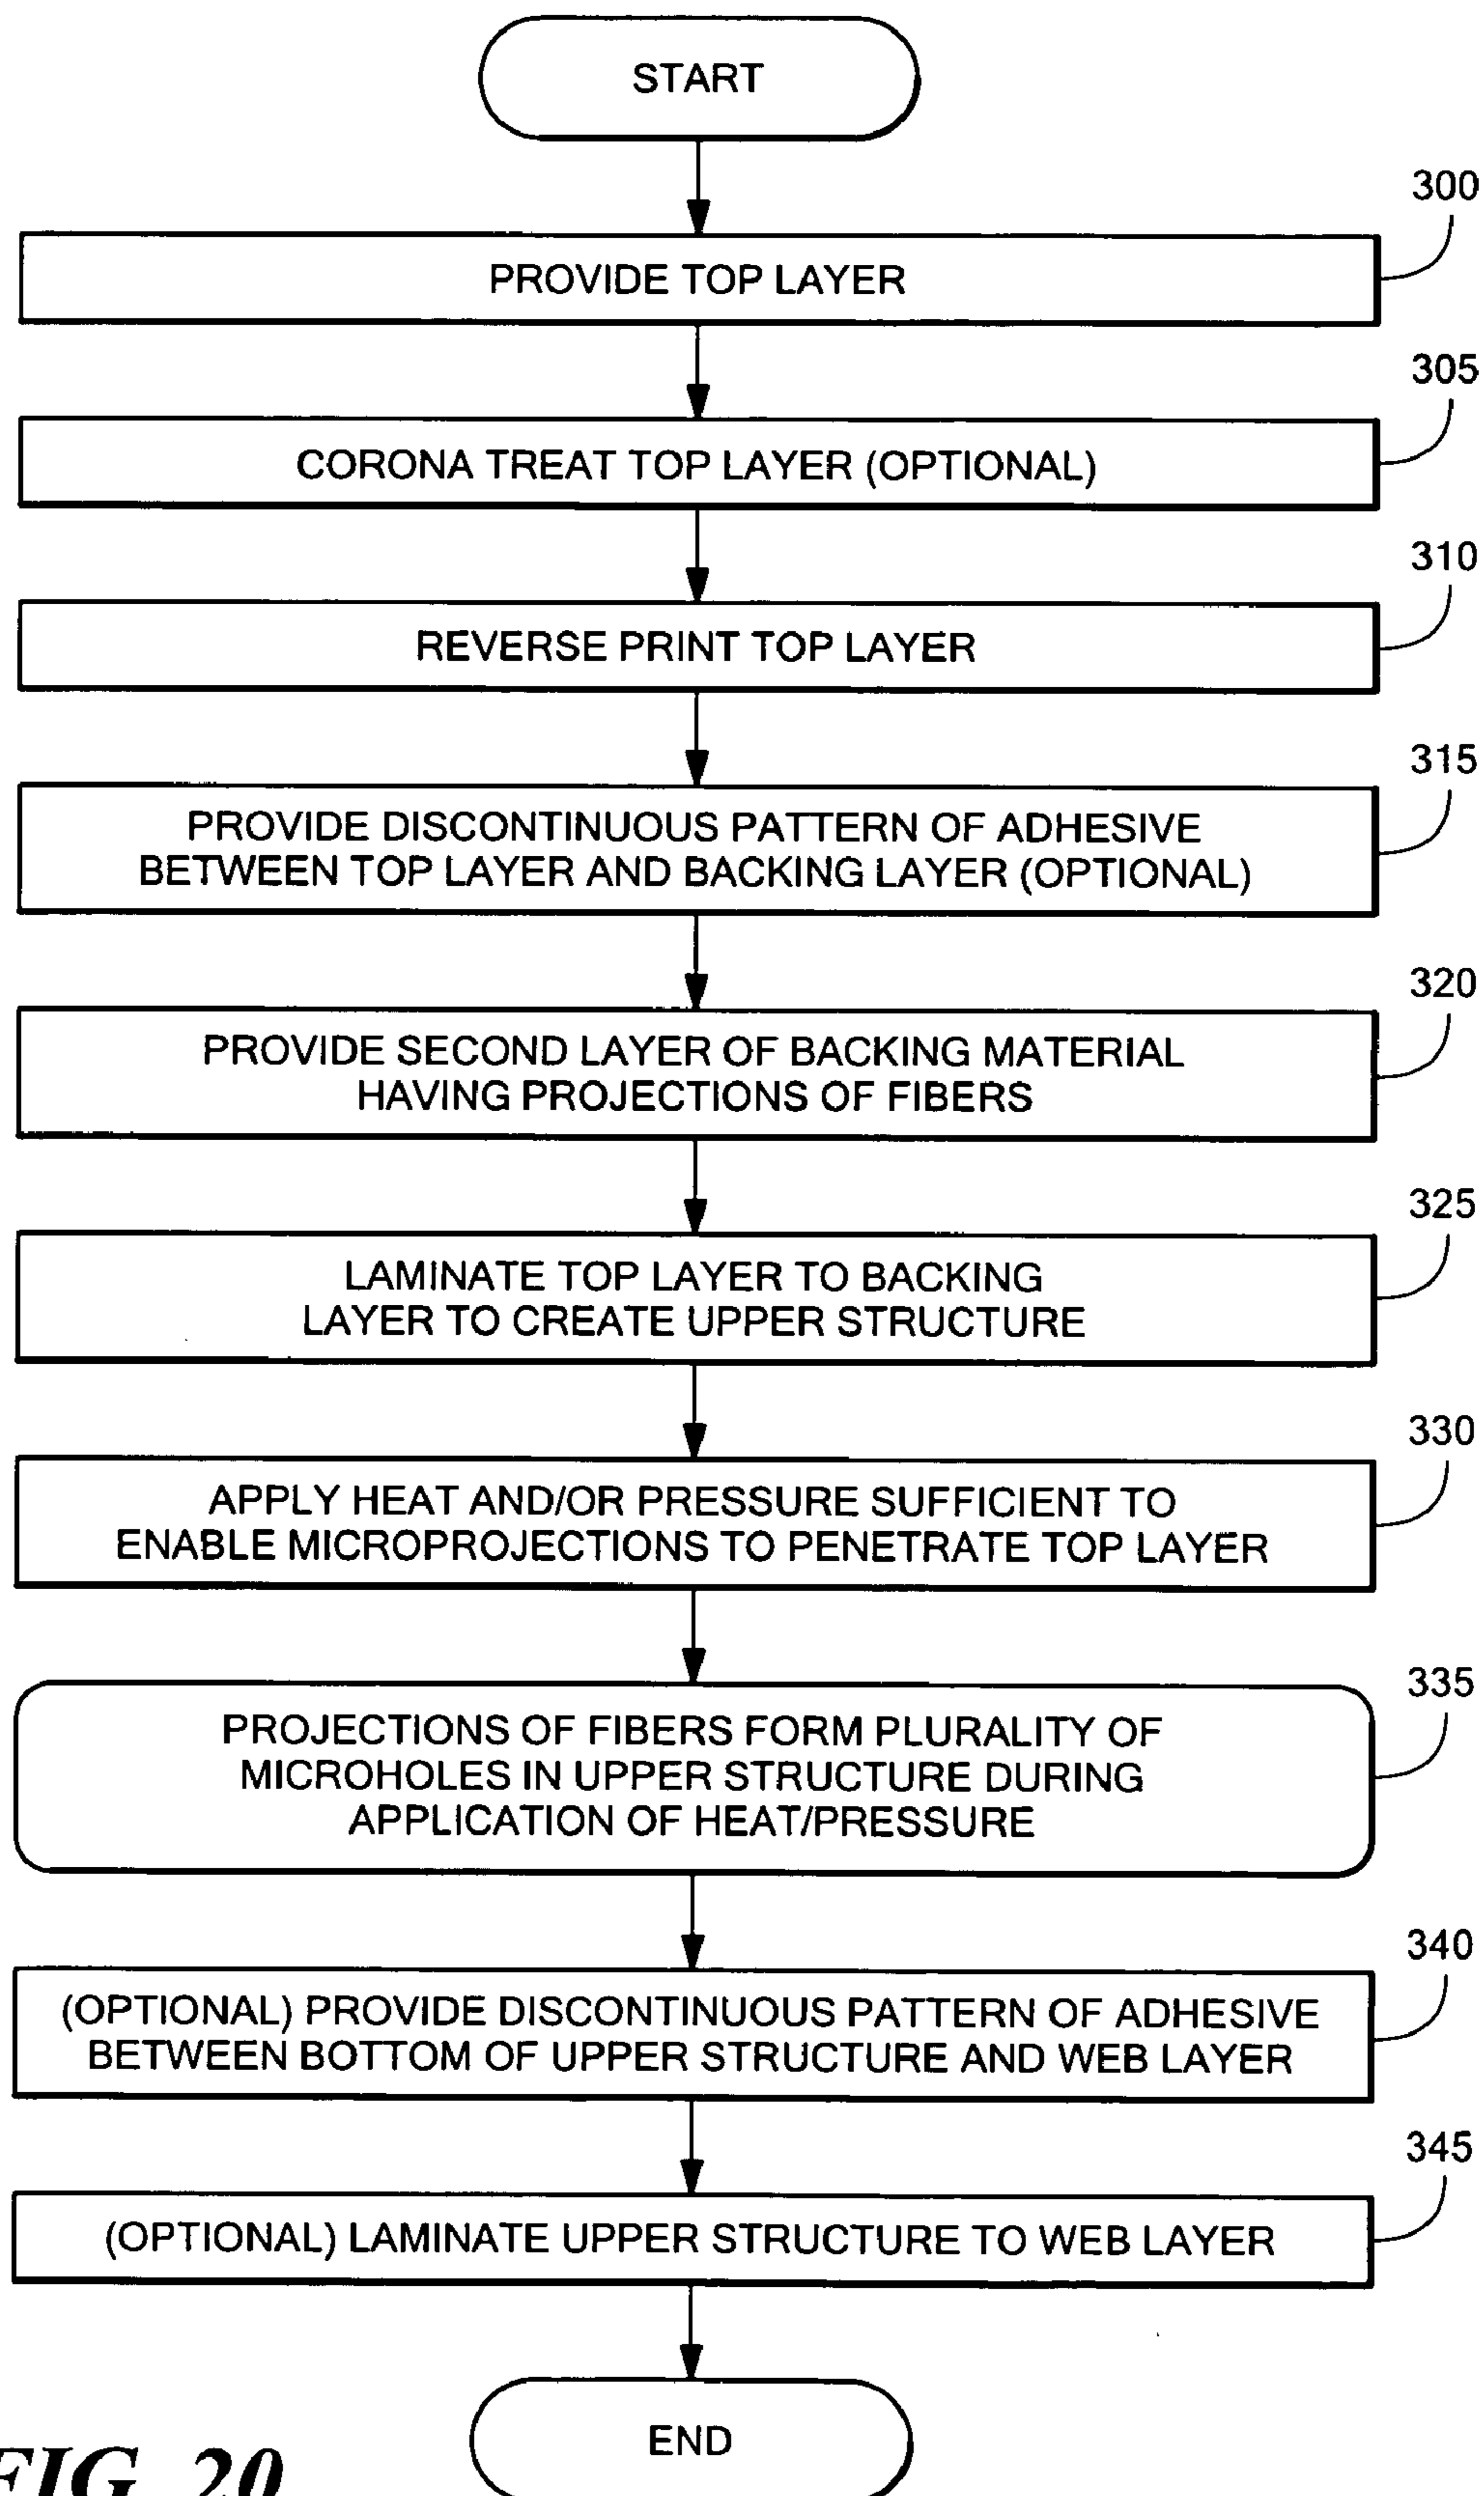 START
300
PROVIDE TOP LAYER
305
CORONA TREAT TOP LAYER (OPTIONAL)
310
REVERSE PRINT TOP LAYER
315
PROVIDE DISCONTINUOUS PATTERN OF ADHESIVE
BETWEEN TOP LAYER AND BACKING LAYER (OPTIONAL)
320
PROVIDE SECOND LAYER OF BACKING MATERIAL
HAVING PROJECTIONS OF FIBERS
325
LAMINATE TOP LAYER TO BACKING
LAYER TO CREATE UPPER STRUCTURE
330
APPLY HEAT AND/OR PRESSURE SUFFICIENT TO
ENABLE MICROPROJECTIONS TO PENETRATE TOP LAYER
335
PROJECTIONS OF FIBERS FORM PLURALITY OF
MICROHOLES IN UPPER STRUCTURE DURING
APPLICATION OF HEAT/PRESSURE
340
(OPTIONAL) PROVIDE DISCONTINUOUS PATTERN OF ADHESIVE
BETWEEN BOTTOM OF UPPER STRUCTURE AND WEB LAYER
345
(OPTIONAL) LAMINATE UPPER STRUCTURE TO WEB LAYER
END
FIG. 20